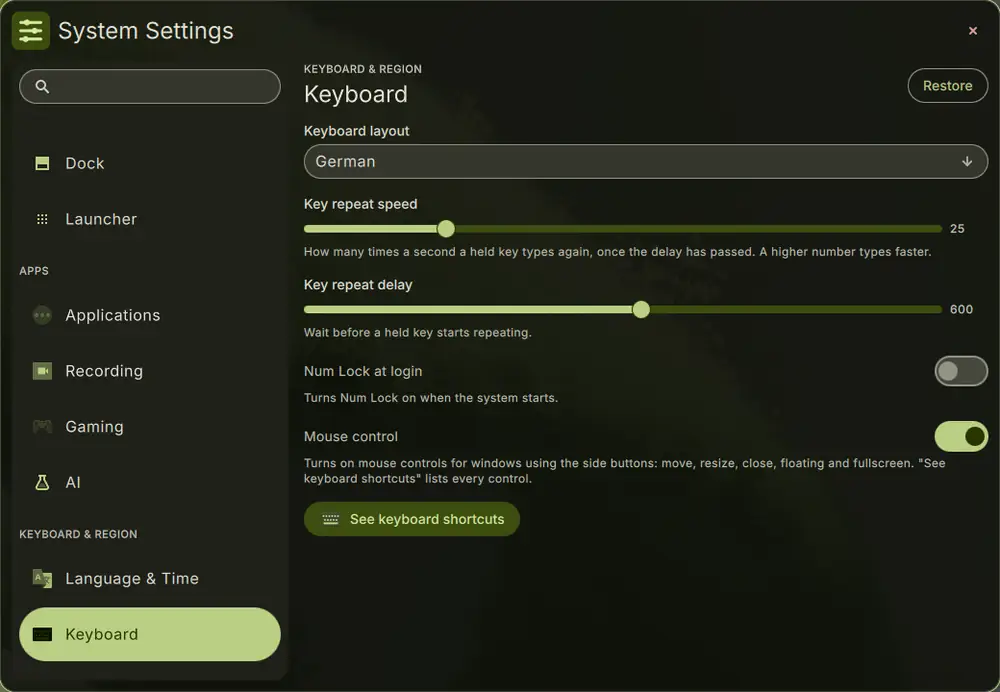 System Settings
Dock
Launcher
APPS
Applications
Recording
Gaming
AI
KEYBOARD & REGION
Language & Time
Keyboard
KEYBOARD & REGION
Keyboard
Restore
Keyboard layout
German
Key repeat speed
25
How many times a second a held key types again, once the delay has passed. A higher number types faster.
Key repeat delay
600
Wait before a held key starts repeating.
Num Lock at login
Turns Num Lock on when the system starts.
Mouse control
Turns on mouse controls for windows using the side buttons: move, resize, close, floating and fullscreen. "See
keyboard shortcuts" lists every control.
See keyboard shortcuts